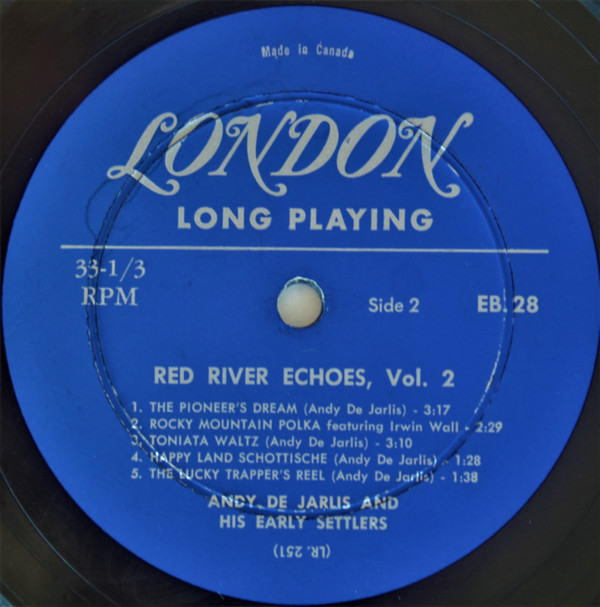 Made in Canada
LONDON
LONG PLAYING
33-1/3
RPM
Side 2
EB. 28
RED RIVER ECHOES, Vol. 2
1. THE PIONEER'S DREAM (Andy De Jarlis) - 3:17
2. ROCKY MOUNTAIN POLKA featuring Irwin Wall - 2:29
3. TONIATA WALTZ (Andy De Jarlis) - 3:10
4. HAPPY LAND SCHOTTISCHE (Andy De Jarlis) - 1:28
5. THE LUCKY TRAPPER'S REEL (Andy De Jarlis) - 1:38
ANDY DE JARLIS AND
HIS EARLY SETTLERS
(LR. 251)